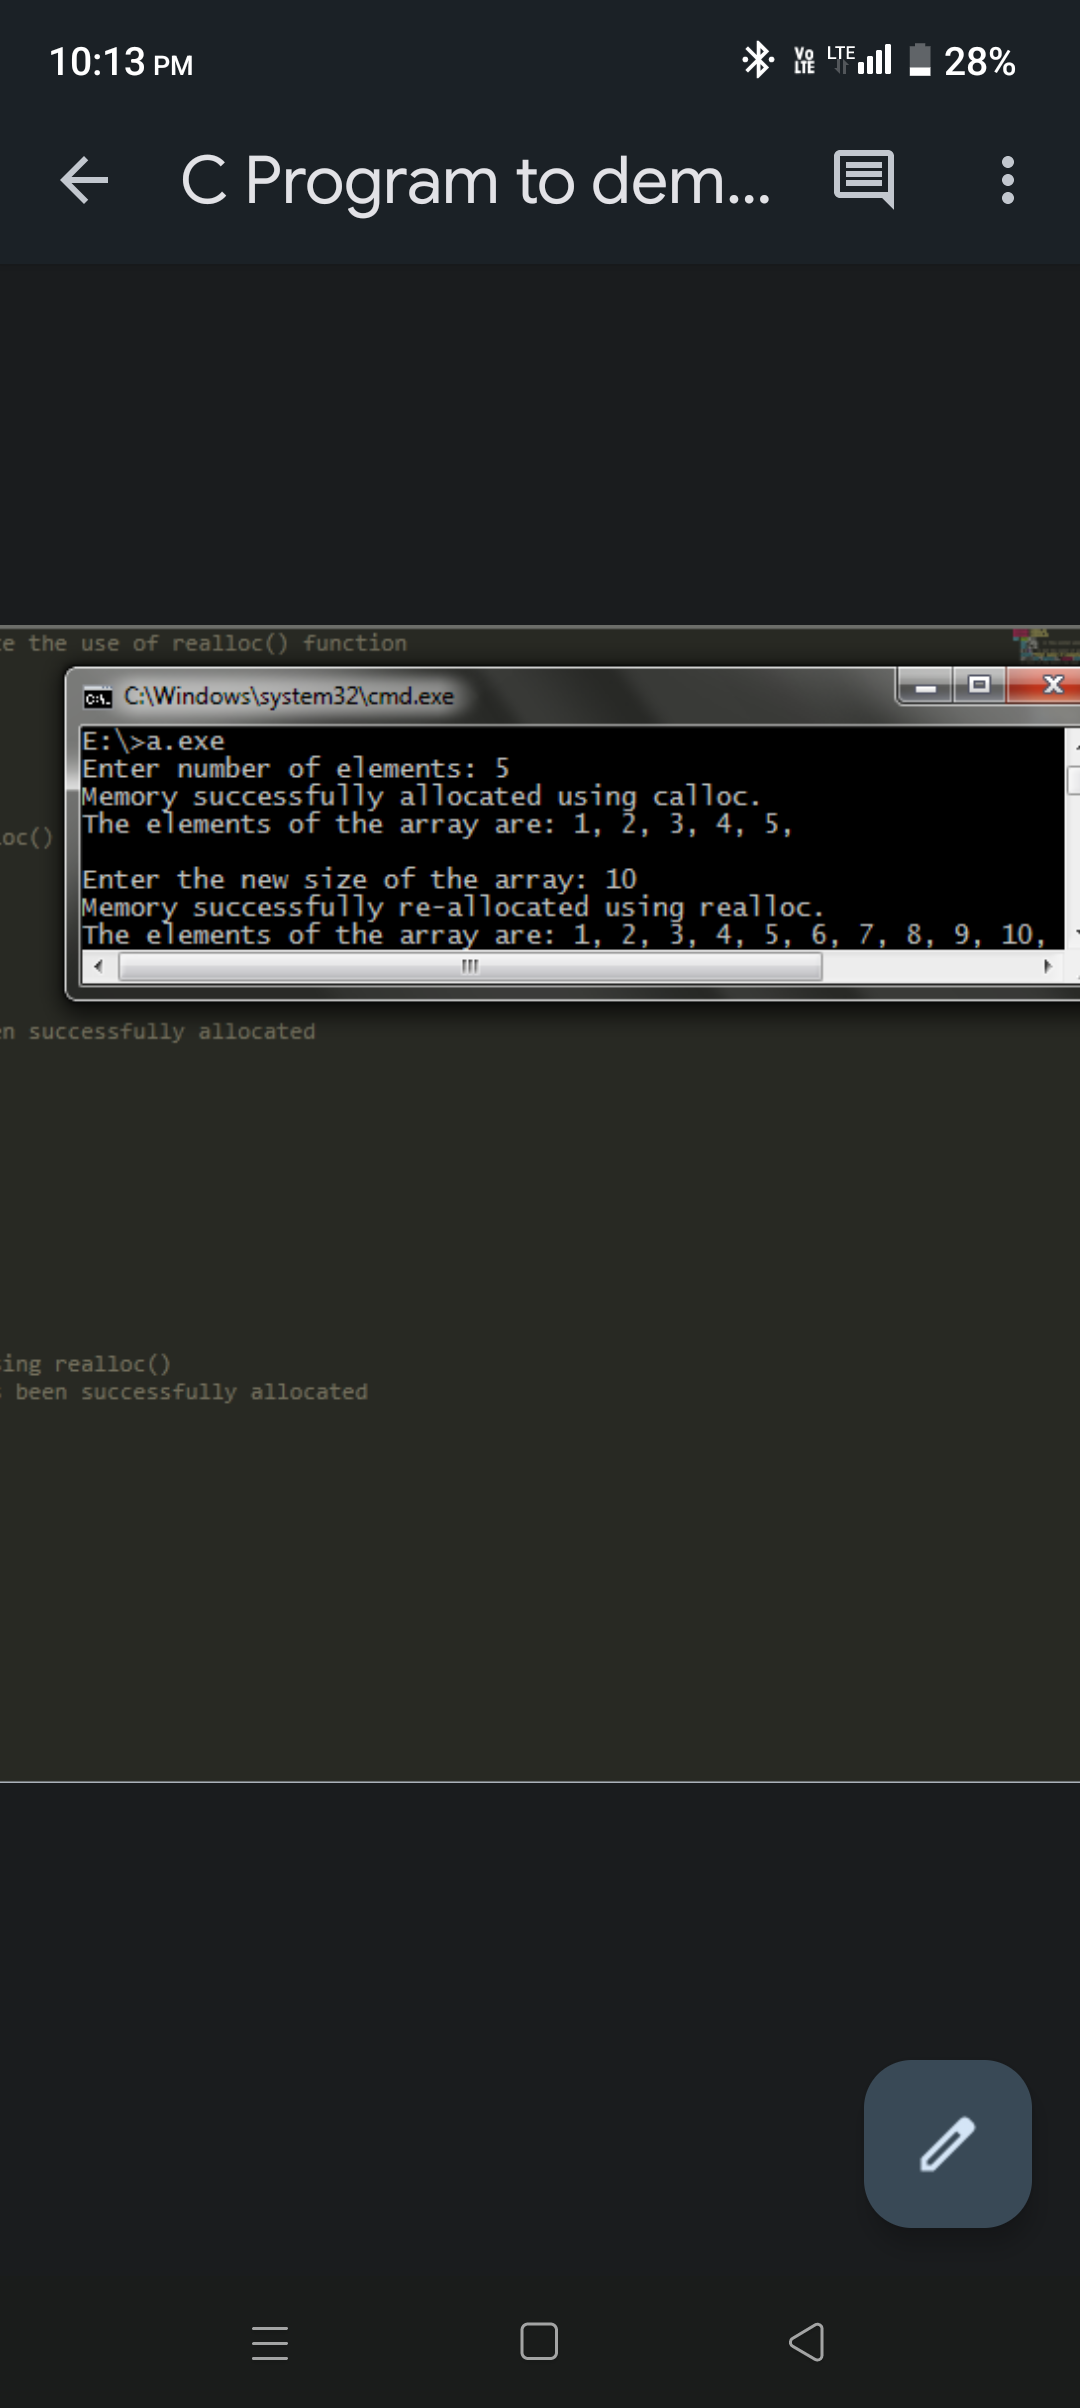 10:13 PM
Vo LTE LTE 28%
C Program to dem...
te the use of realloc() function
C:\Windows\system32\cmd.exe
E:\>a.exe
Enter number of elements: 5
Memory successfully allocated using calloc.
The elements of the array are: 1, 2, 3, 4, 5,
loc()
Enter the new size of the array: 10
Memory successfully re-allocated using realloc.
The elements of the array are: 1, 2, 3, 4, 5, 6, 7, 8, 9, 10,
en successfully allocated
sing realloc()
s been successfully allocated